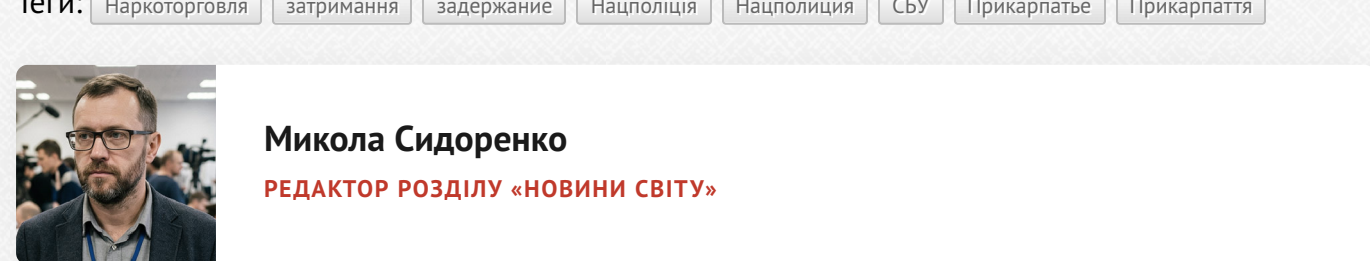 Теги: Наркоторговля затримання задержание Нацполіція Нацполиция СБУ Прикарпатье Прикарпаття
Микола Сидоренко
РЕДАКТОР РОЗДІЛУ «НОВИНИ СВІТУ»